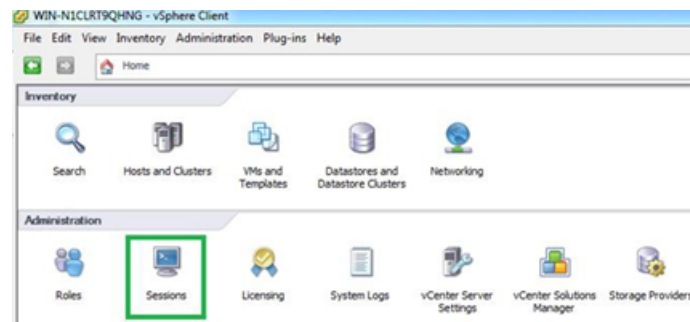 WIN-N1CLRT9QHNG - vSphere Client
File Edit View Inventory Administration Plug-ins Help
Home
Inventory
Search Hosts and Clusters VMs and Templates Datastores and Datastore Clusters Networking
Administration
Roles Sessions Licensing System Logs vCenter Server Settings vCenter Solutions Manager Storage Providers